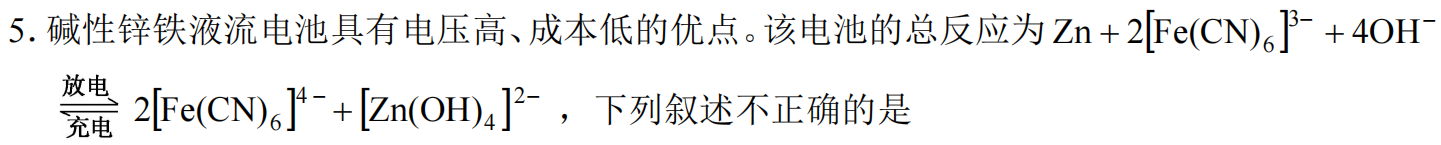 5. 碱性锌铁液流电池具有电压高、成本低的优点。该电池的总反应为 Zn + 2[Fe(CN)₆]³⁻ + 4OH⁻
放电 ⇌ 充电 2[Fe(CN)₆]⁴⁻ + [Zn(OH)₄]²⁻ ，下列叙述不正确的是